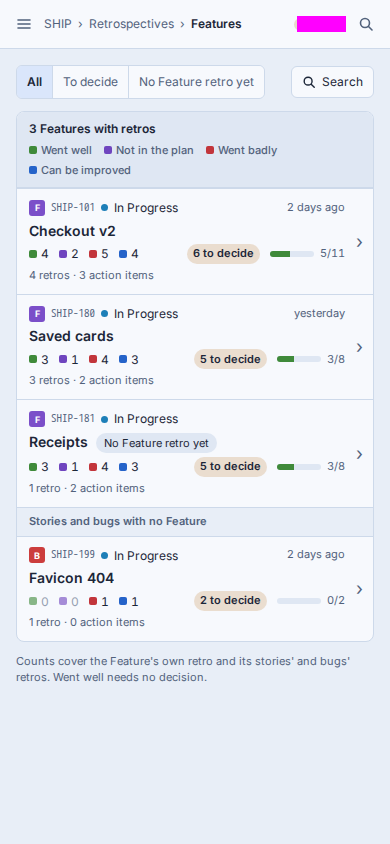 SHIP › Retrospectives › Features
All To decide No Feature retro yet Search
3 Features with retros
Went well Not in the plan Went badly
Can be improved
F SHIP-101 In Progress 2 days ago
Checkout v2
4 2 5 4 6 to decide 5/11
4 retros · 3 action items
F SHIP-180 In Progress yesterday
Saved cards
3 1 4 3 5 to decide 3/8
3 retros · 2 action items
F SHIP-181 In Progress
Receipts No Feature retro yet
3 1 4 3 5 to decide 3/8
1 retro · 2 action items
Stories and bugs with no Feature
B SHIP-199 In Progress 2 days ago
Favicon 404
0 0 1 1 2 to decide 0/2
1 retro · 0 action items
Counts cover the Feature's own retro and its stories' and bugs'
retros. Went well needs no decision.